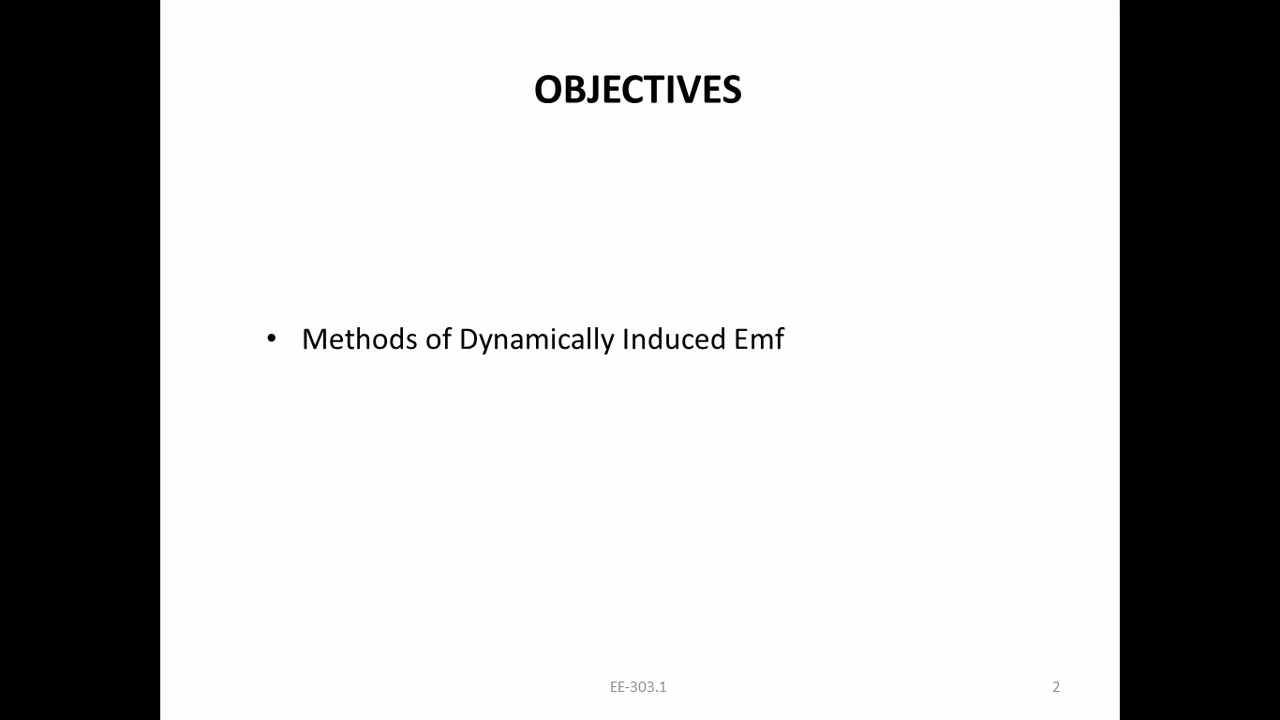 OBJECTIVES
• Methods of Dynamically Induced Emf
EE-303.1
2